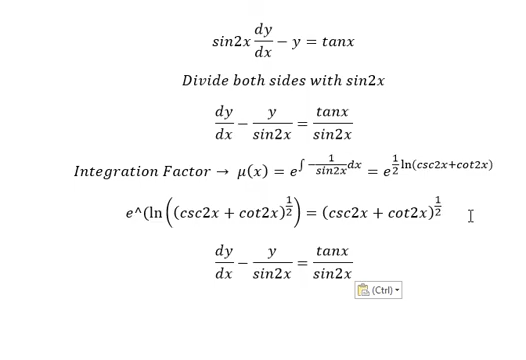 sin2x dy/dx − y = tanx
Divide both sides with sin2x
dy/dx − y/sin2x = tanx/sin2x
Integration Factor → μ(x) = e^{∫ −1/sin2x dx} = e^{1/2 ln(csc2x+cot2x)}
e^(ln((csc2x + cot2x)^{1/2}) = (csc2x + cot2x)^{1/2}
dy/dx − y/sin2x = tanx/sin2x
(Ctrl)